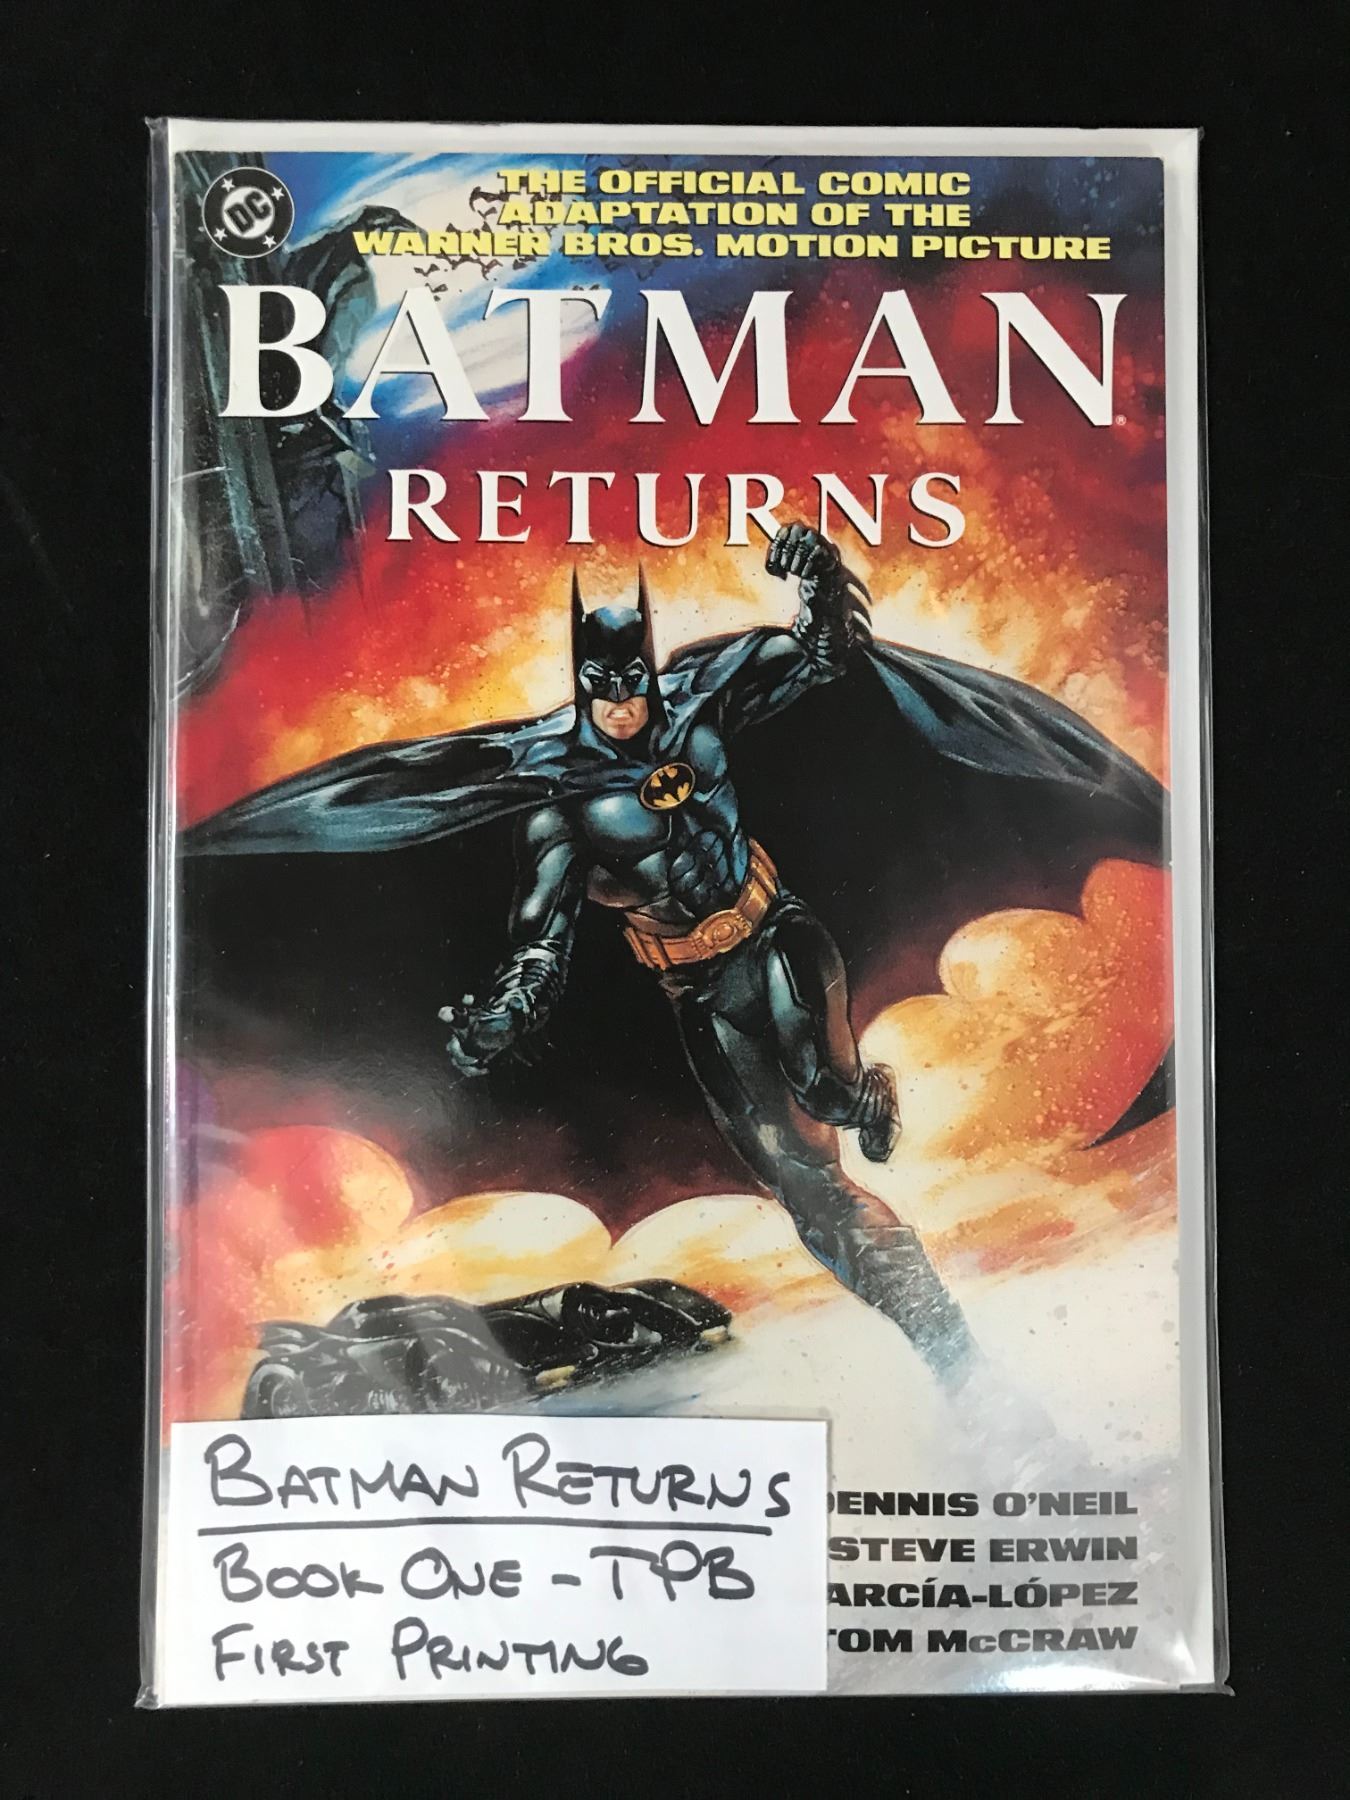 DC
THE OFFICIAL COMIC
ADAPTATION OF THE
WARNER BROS. MOTION PICTURE
BATMAN®
RETURNS
DENNIS O'NEIL
STEVE ERWIN
GARCÍA-LÓPEZ
TOM McCRAW
BATMAN RETURNS
BOOK ONE - TPB
FIRST PRINTING